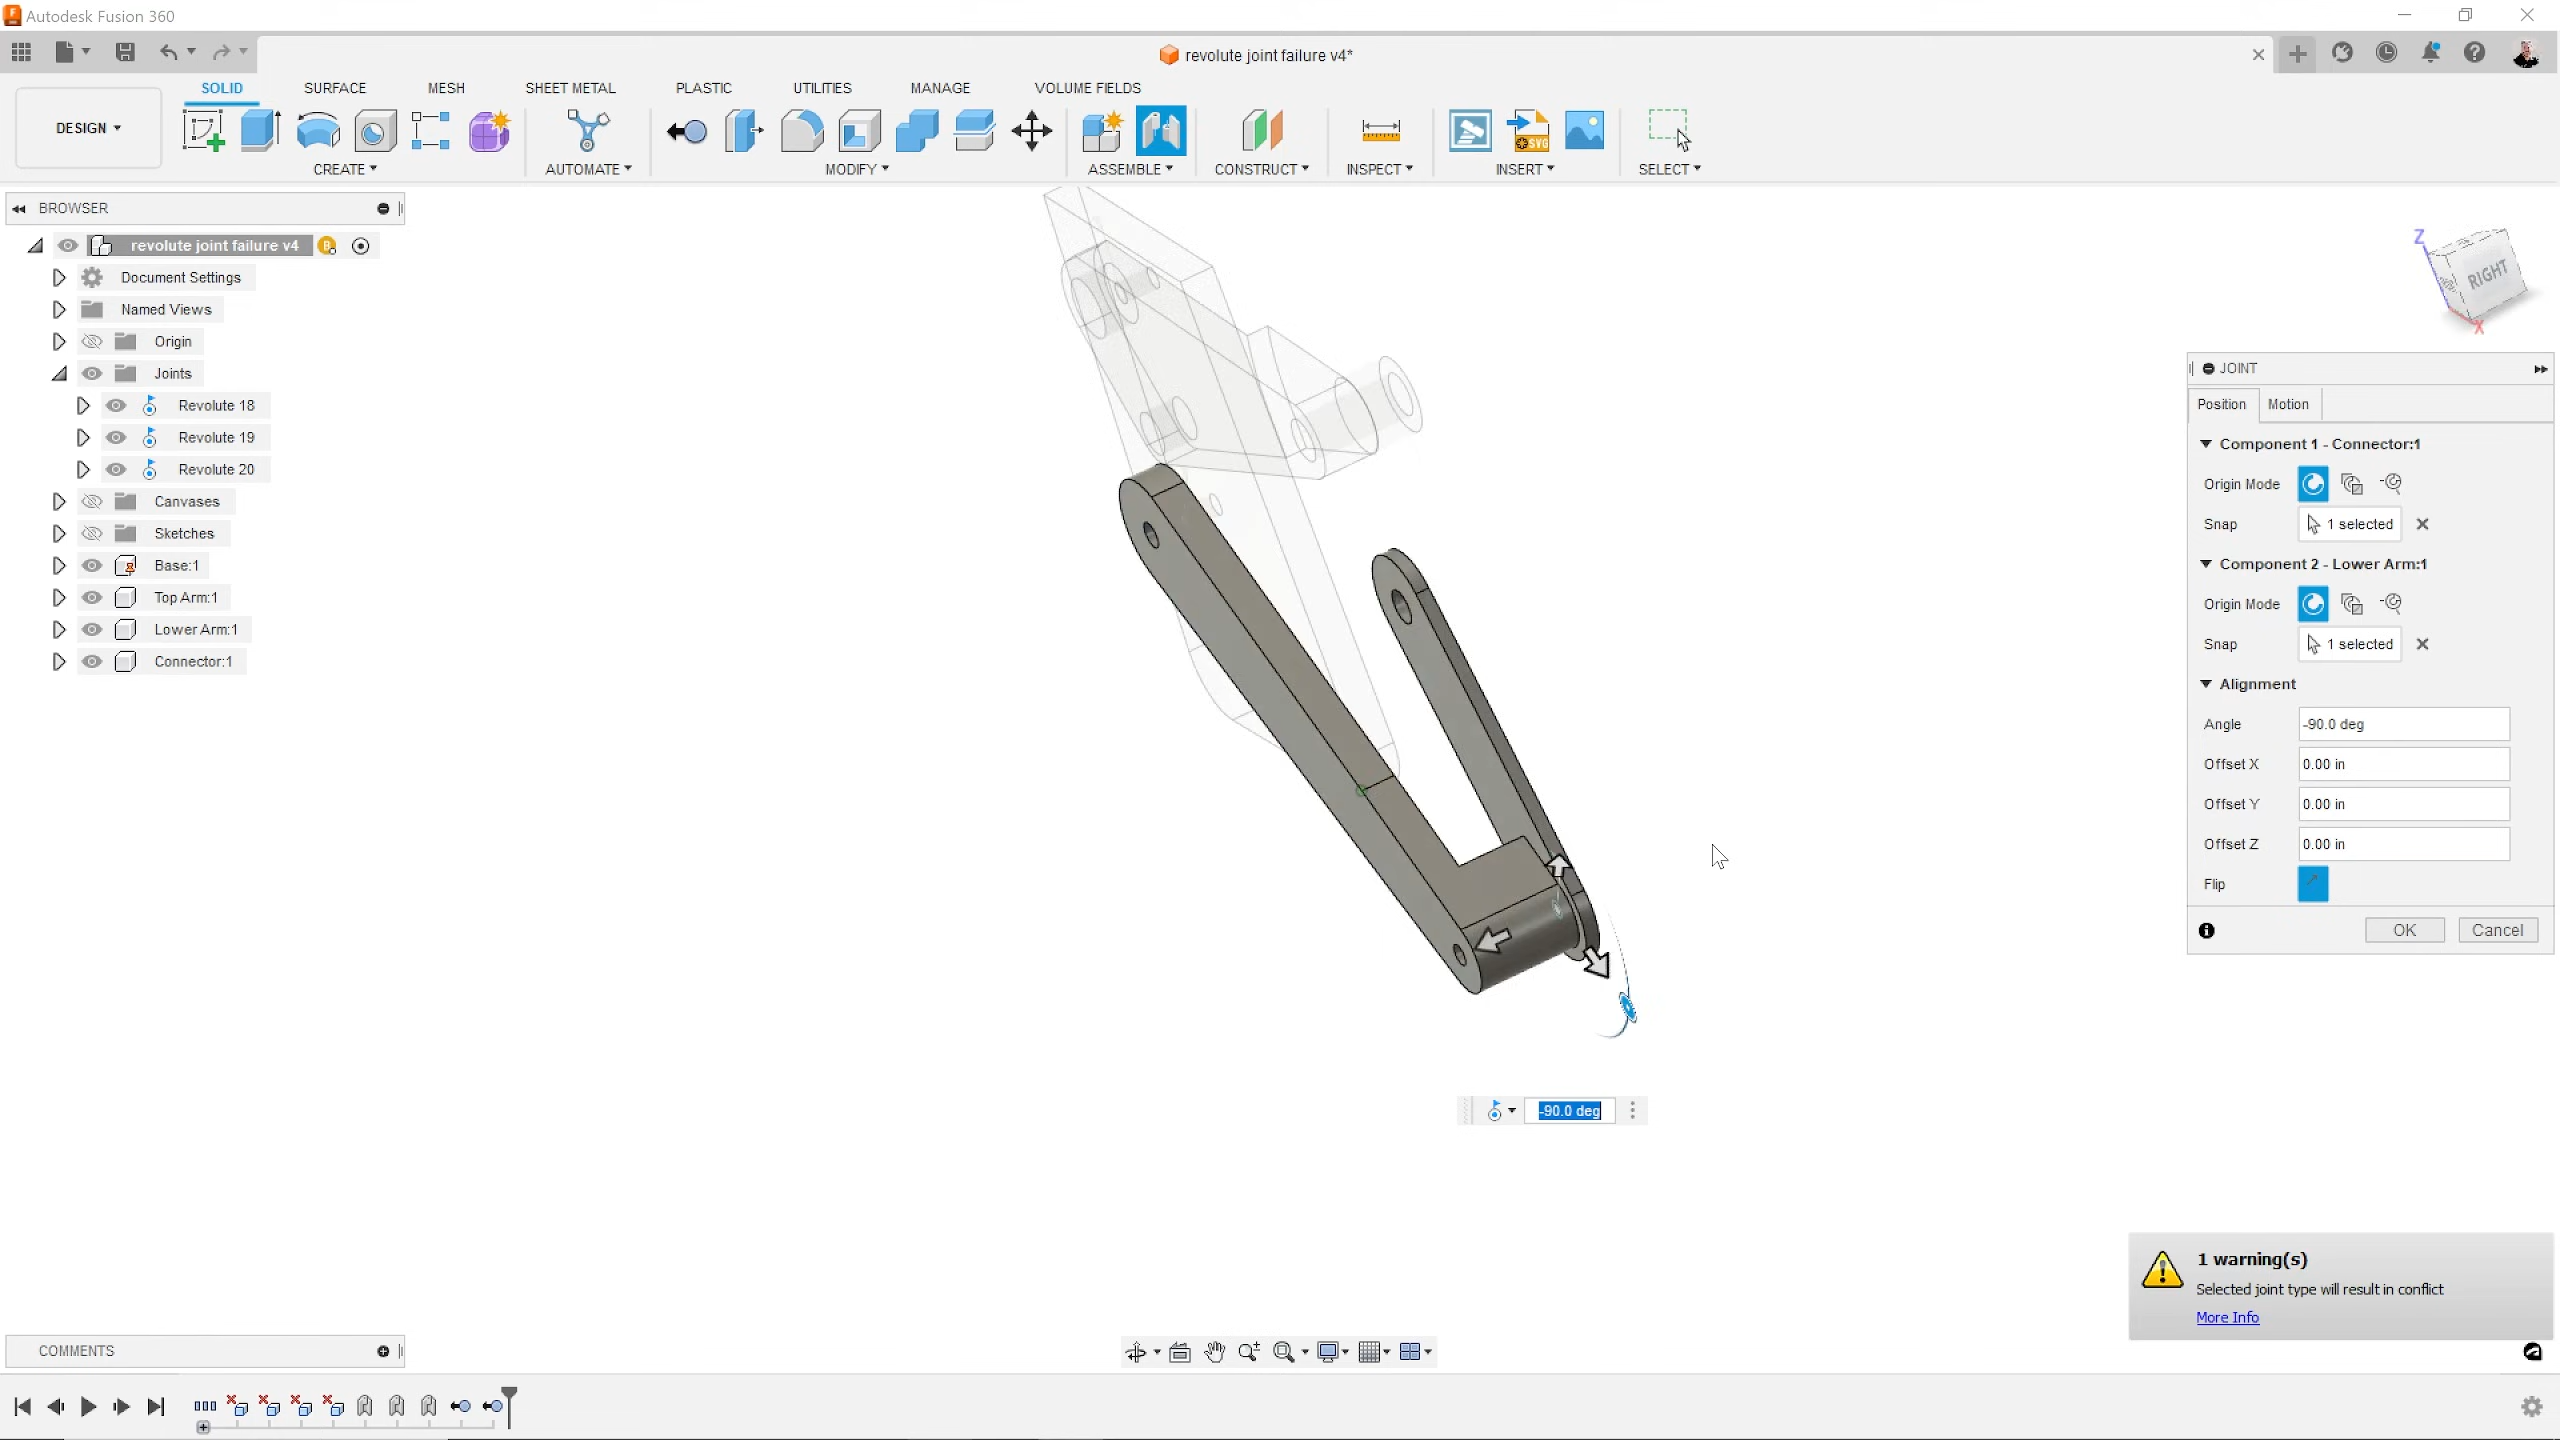 Autodesk Fusion 360
revolute joint failure v4*
SOLID
SURFACE
MESH
SHEET METAL
PLASTIC
UTILITIES
MANAGE
VOLUME FIELDS
DESIGN
SVG
CREATE
AUTOMATE
MODIFY
ASSEMBLE
CONSTRUCT
INSPECT
INSERT
SELECT
BROWSER
revolute joint failure v4
Document Settings
Named Views
Origin
Joints
Revolute 18
Revolute 19
Revolute 20
Canvases
Sketches
Base:1
Top Arm:1
Lower Arm:1
Connector:1
Z
RIGHT
X
JOINT
Position
Motion
Component 1 - Connector:1
Origin Mode
Snap
1 selected
Component 2 - Lower Arm:1
Origin Mode
Snap
1 selected
Alignment
Angle
-90.0 deg
Offset X
0.00 in
Offset Y
0.00 in
Offset Z
0.00 in
Flip
OK
Cancel
-90.0 deg
1 warning(s)
Selected joint type will result in conflict
More Info
COMMENTS